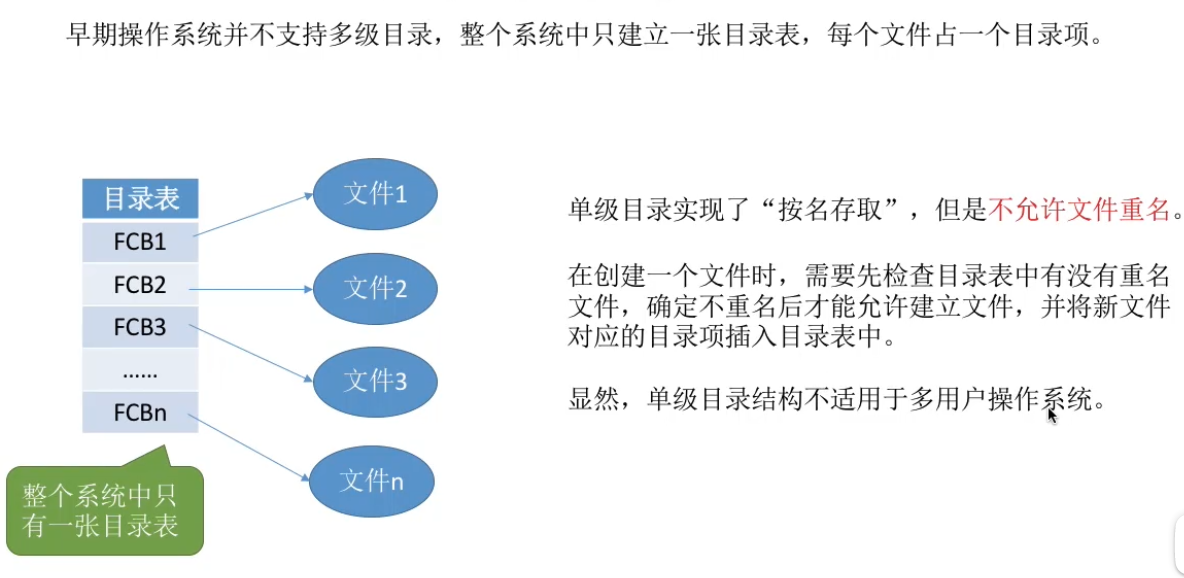 早期操作系统并不支持多级目录，整个系统中只建立一张目录表，每个文件占一个目录项。
目录表
FCB1
FCB2
FCB3
……
FCBn
文件1
文件2
文件3
文件n
整个系统中只
有一张目录表
单级目录实现了“按名存取”，但是不允许文件重名。
在创建一个文件时，需要先检查目录表中有没有重名
文件，确定不重名后才能允许建立文件，并将新文件
对应的目录项插入目录表中。
显然，单级目录结构不适用于多用户操作系统。